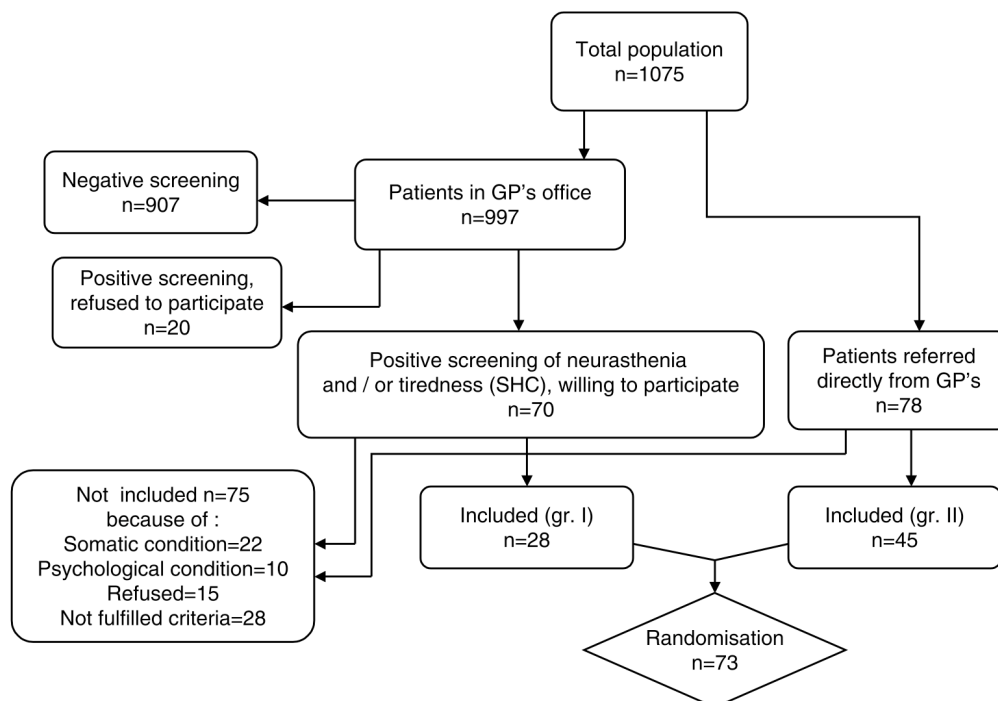 Total population
n=1075
Negative screening
n=907
Patients in GP's office
n=997
Positive screening,
refused to participate
n=20
Positive screening of neurasthenia
and / or tiredness (SHC), willing to participate
n=70
Patients referred
directly from GP's
n=78
Not included n=75
because of :
Somatic condition=22
Psychological condition=10
Refused=15
Not fulfilled criteria=28
Included (gr. I)
n=28
Included (gr. II)
n=45
Randomisation
n=73